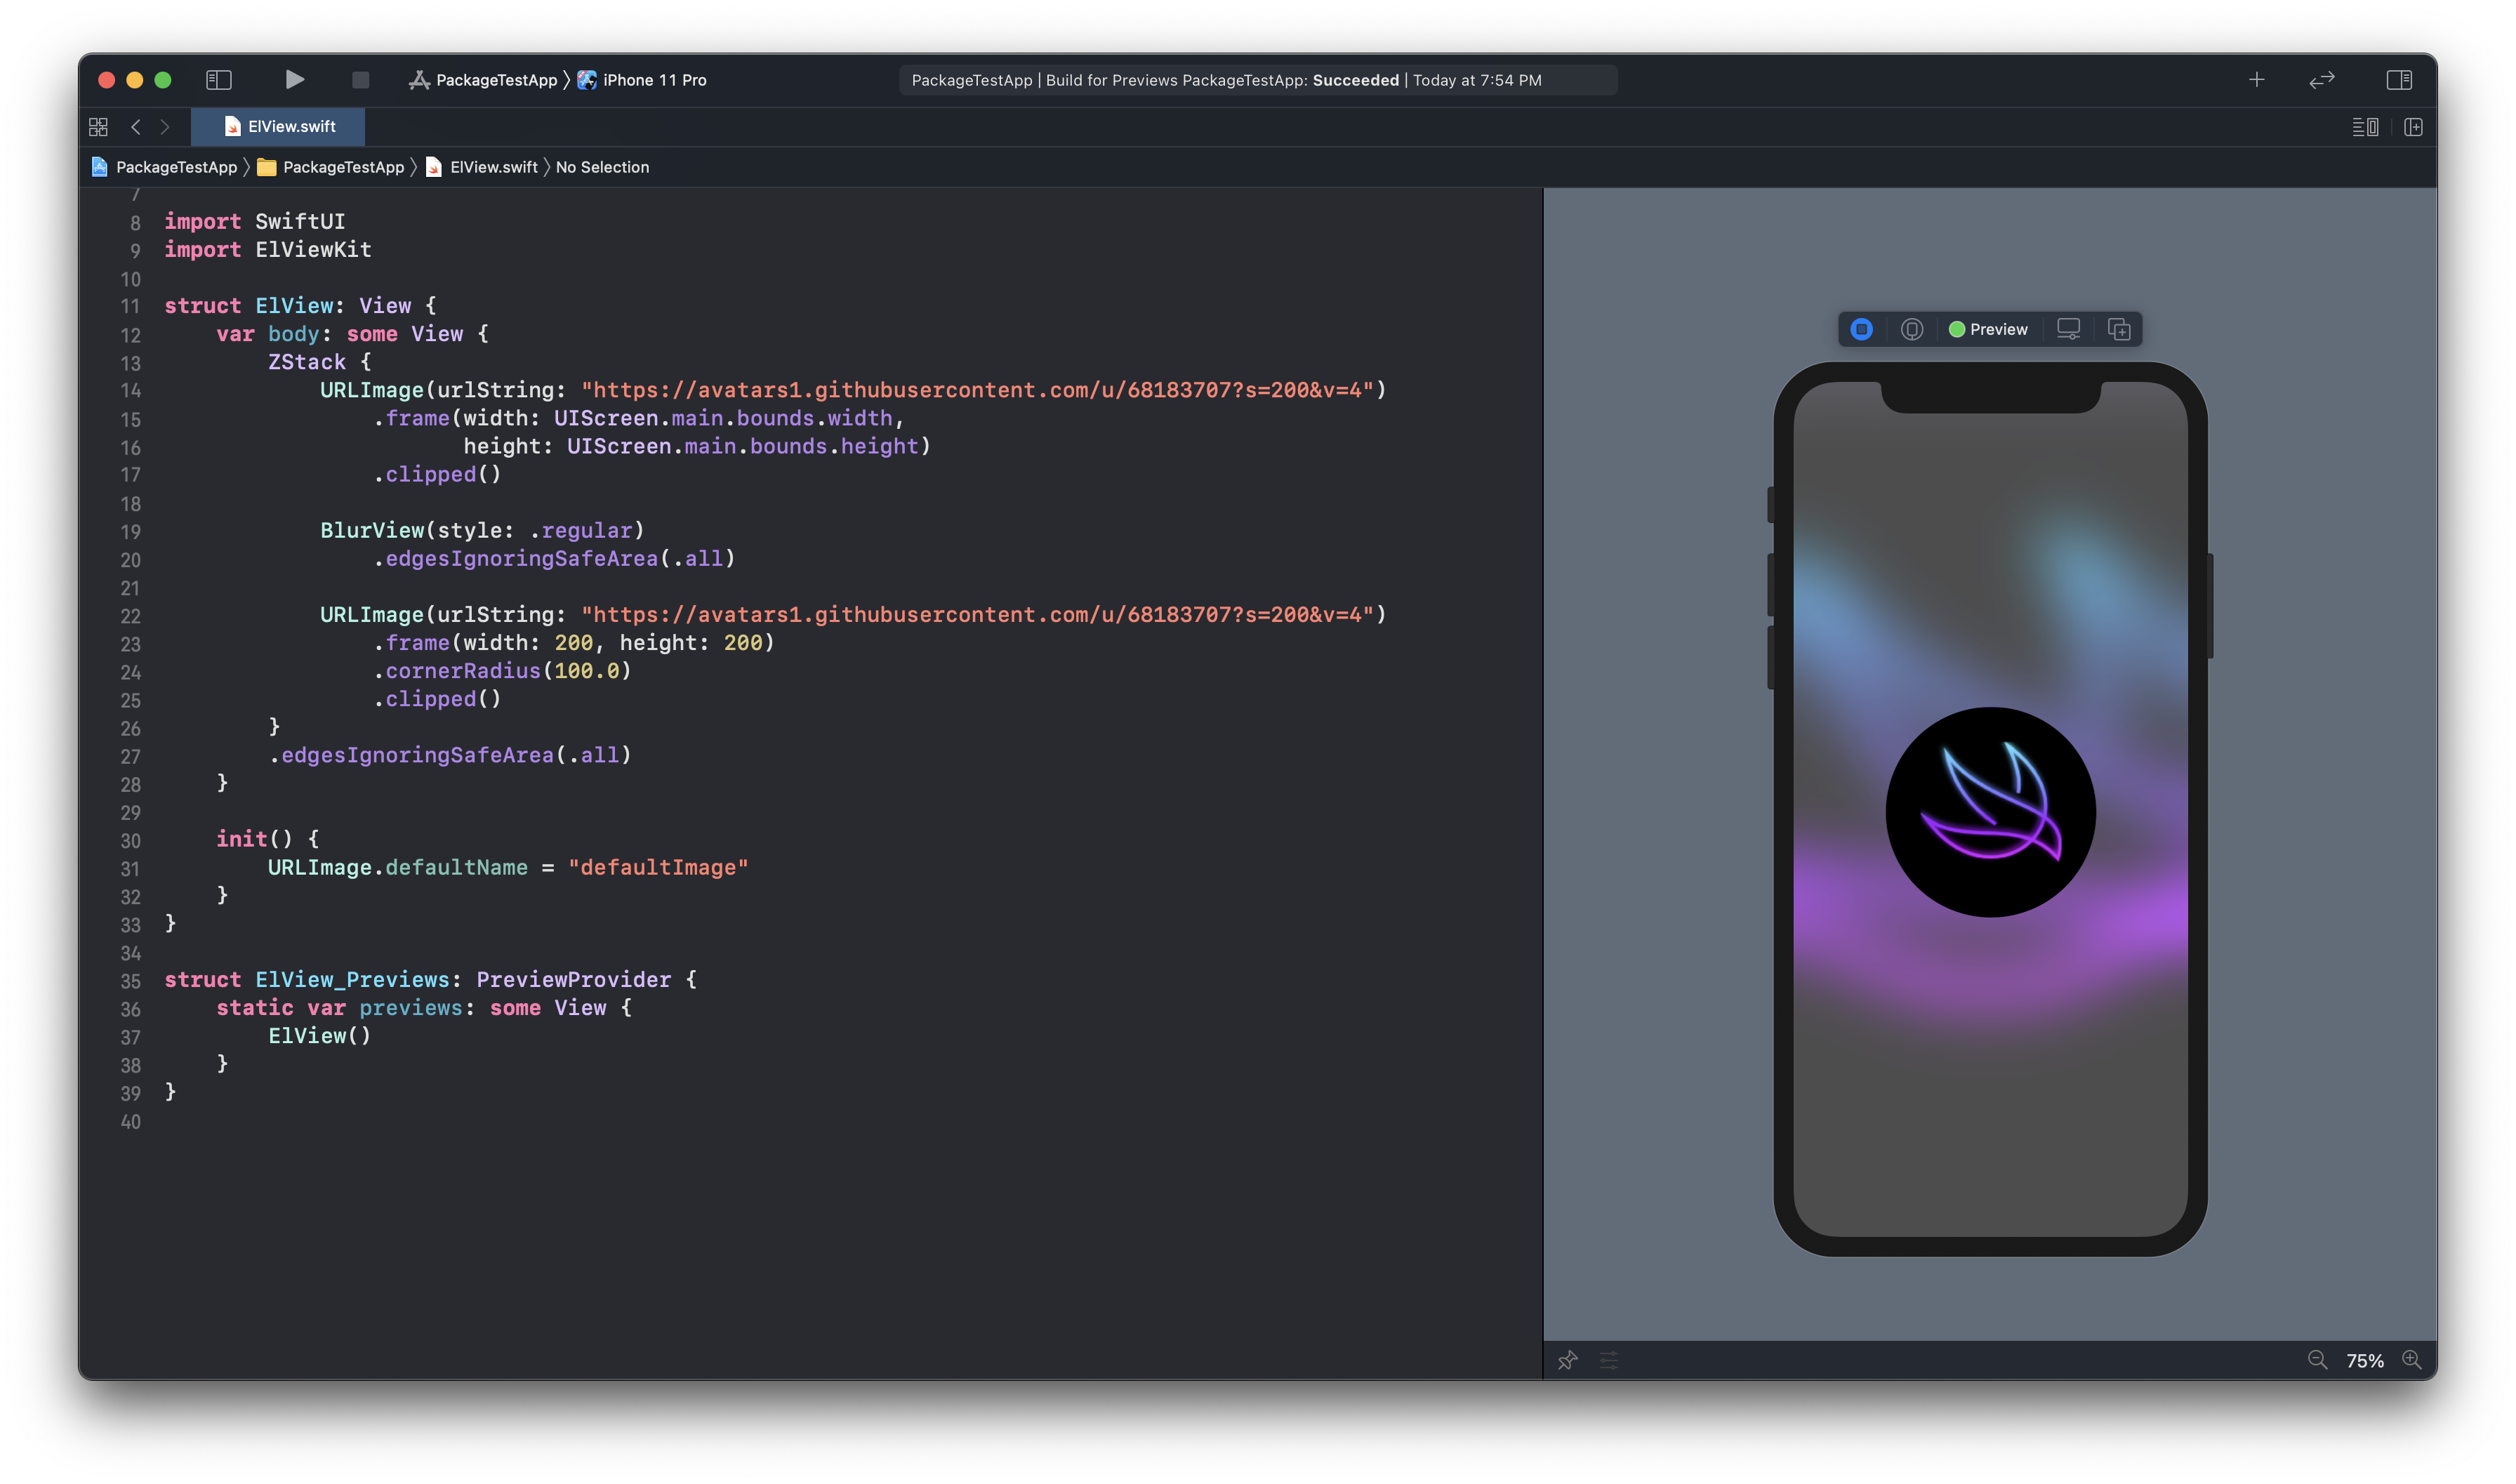 PackageTestApp 〉 iPhone 11 Pro
PackageTestApp | Build for Previews PackageTestApp: Succeeded | Today at 7:54 PM
ElView.swift
PackageTestApp 〉 PackageTestApp 〉 ElView.swift 〉 No Selection
7
8 import SwiftUI
9 import ElViewKit
10
11 struct ElView: View {
12     var body: some View {
13         ZStack {
14             URLImage(urlString: "https://avatars1.githubusercontent.com/u/68183707?s=200&v=4")
15                 .frame(width: UIScreen.main.bounds.width,
16                        height: UIScreen.main.bounds.height)
17                 .clipped()
18
19             BlurView(style: .regular)
20                 .edgesIgnoringSafeArea(.all)
21
22             URLImage(urlString: "https://avatars1.githubusercontent.com/u/68183707?s=200&v=4")
23                 .frame(width: 200, height: 200)
24                 .cornerRadius(100.0)
25                 .clipped()
26         }
27         .edgesIgnoringSafeArea(.all)
28     }
29
30     init() {
31         URLImage.defaultName = "defaultImage"
32     }
33 }
34
35 struct ElView_Previews: PreviewProvider {
36     static var previews: some View {
37         ElView()
38     }
39 }
40
Preview
75%